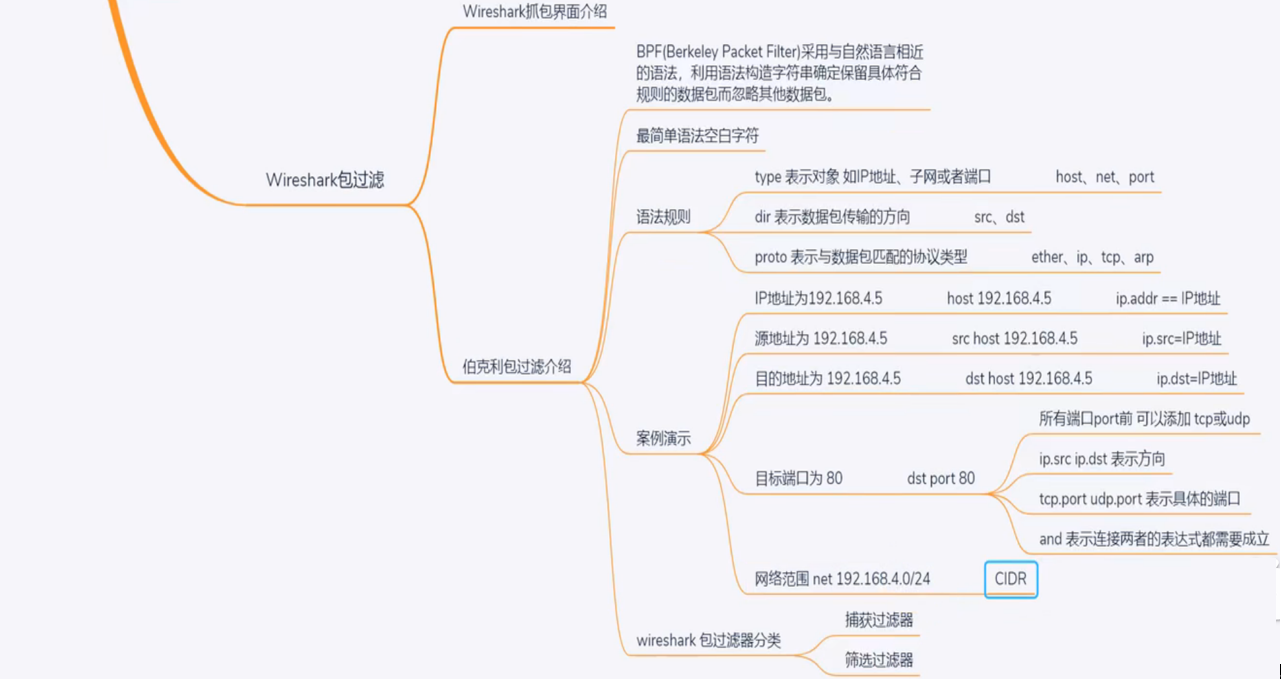 Wireshark抓包界面介绍
BPF(Berkeley Packet Filter)采用与自然语言相近
的语法，利用语法构造字符串确定保留具体符合
规则的数据包而忽略其他数据包。
最简单语法空白字符
Wireshark包过滤
type 表示对象 如IP地址、子网或者端口 host、net、port
语法规则
dir 表示数据包传输的方向 src、dst
proto 表示与数据包匹配的协议类型 ether、ip、tcp、arp
IP地址为192.168.4.5 host 192.168.4.5 ip.addr == IP地址
源地址为 192.168.4.5 src host 192.168.4.5 ip.src=IP地址
伯克利包过滤介绍
目的地址为 192.168.4.5 dst host 192.168.4.5 ip.dst=IP地址
案例演示
所有端口port前 可以添加 tcp或udp
ip.src ip.dst 表示方向
目标端口为 80 dst port 80
tcp.port udp.port 表示具体的端口
and 表示连接两者的表达式都需要成立
网络范围 net 192.168.4.0/24 CIDR
捕获过滤器
wireshark 包过滤器分类
筛选过滤器